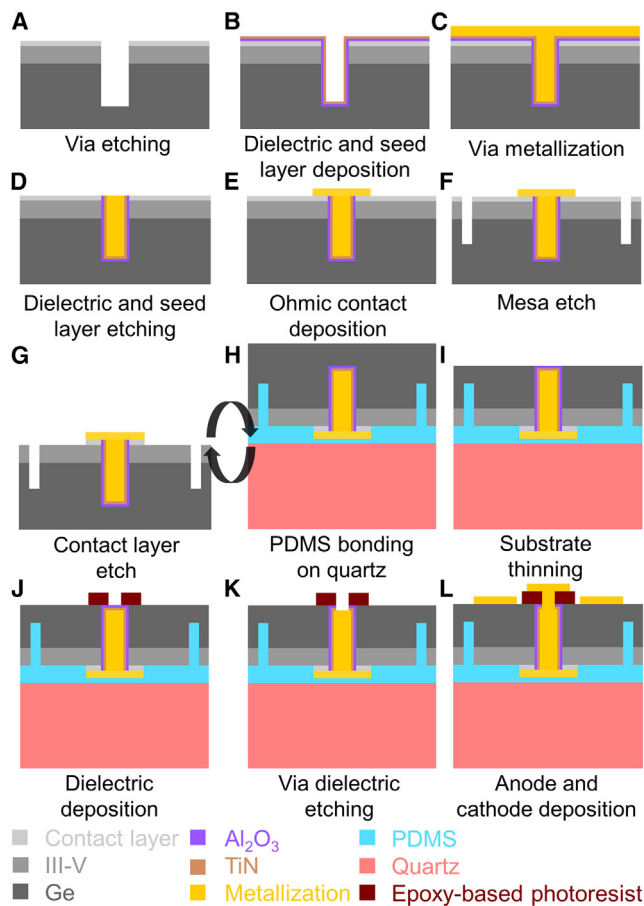 A
B
C
Via etching
Dielectric and seed
layer deposition
Via metallization
D
E
F
Dielectric and seed
layer etching
Ohmic contact
deposition
Mesa etch
G
H
I
Contact layer
etch
PDMS bonding
on quartz
Substrate
thinning
J
K
L
Dielectric
deposition
Via dielectric
etching
Anode and
cathode deposition
Contact layer
Al₂O₃
PDMS
III-V
TiN
Quartz
Ge
Metallization
Epoxy-based photoresist